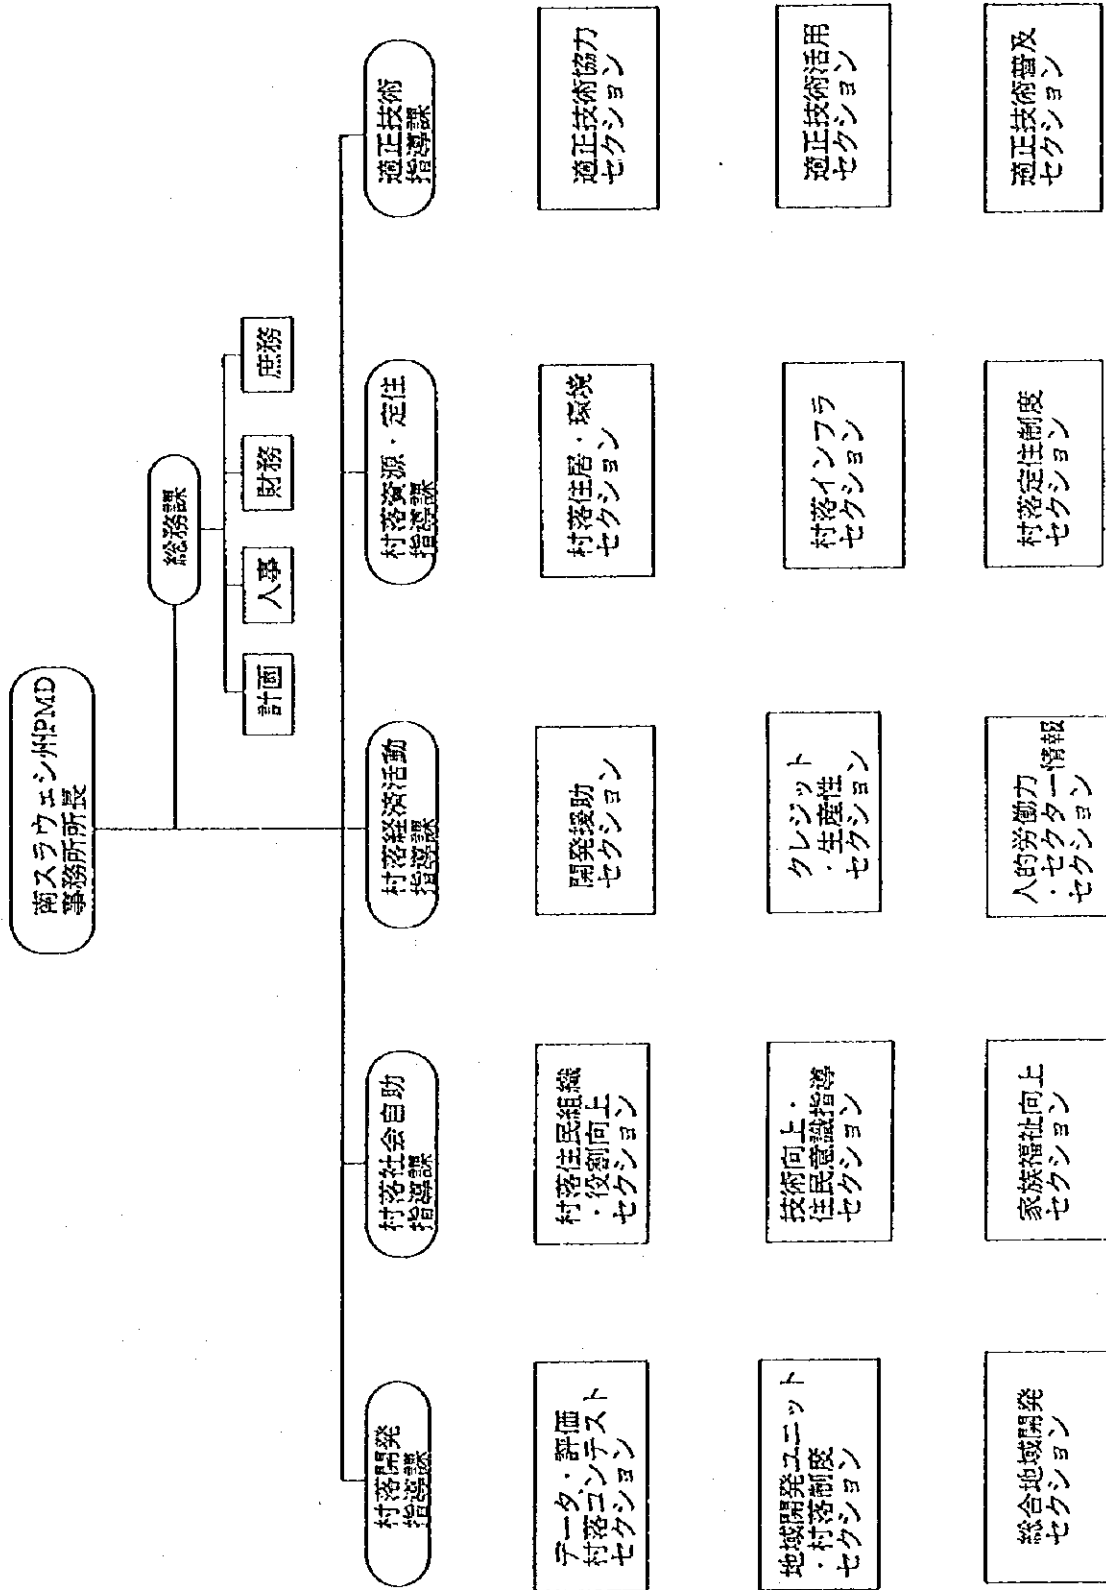 南スラウェシ州PMD
事務所所長
総務課
計画
人事
財務
庶務
村落開発
指導課
村落社会自助
指導課
村落経済活動
指導課
村落資源・定住
指導課
適正技術
指導課
データ・評価
村落コンテスト
セクション
村落住民組織
・役割向上
セクション
開発援助
セクション
村落住居・環境
セクション
適正技術協力
セクション
地域開発ユニット
・村落制度
セクション
技術向上・
住民意識指導
セクション
クレジット
・生産性
セクション
村落インフラ
セクション
適正技術活用
セクション
総合地域開発
セクション
家族福祉向上
セクション
人的労働力
・セクター情報
セクション
村落定住制度
セクション
適正技術普及
セクション